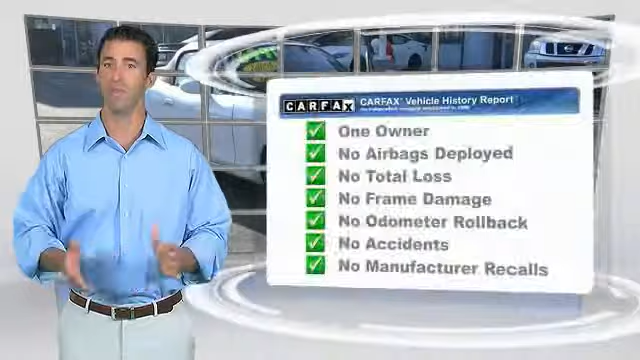 CARFAX CARFAX® Vehicle History Report
One Owner
No Airbags Deployed
No Total Loss
No Frame Damage
No Odometer Rollback
No Accidents
No Manufacturer Recalls